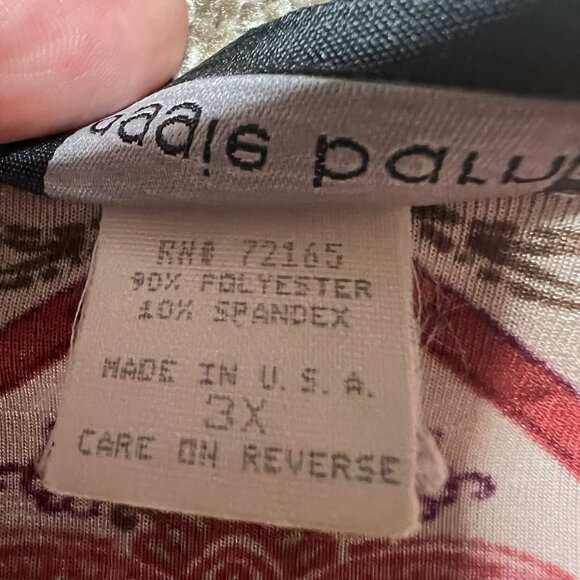 RN# 72165
90% POLYESTER
10% SPANDEX
MADE IN U.S.A.
3X
CARE ON REVERSE